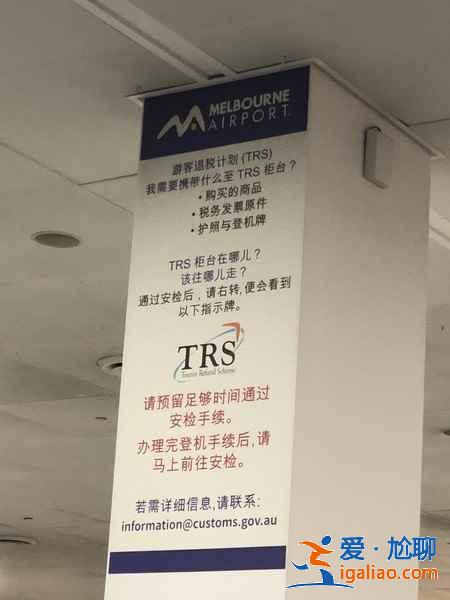 MELBOURNE
AIRPORT
游客退税计划 (TRS)
我需要携带什么至 TRS 柜台？
• 购买的商品
• 税务发票原件
• 护照与登机牌
TRS 柜台在哪儿？
该往哪儿走？
通过安检后，请右转,便会看到
以下指示牌。
TRS
Tourist Refund Scheme
请预留足够时间通过
安检手续。
办理完登机手续后,请
马上前往安检。
若需详细信息,请联系:
information@customs.gov.au
爱·尬聊
igaliao.com